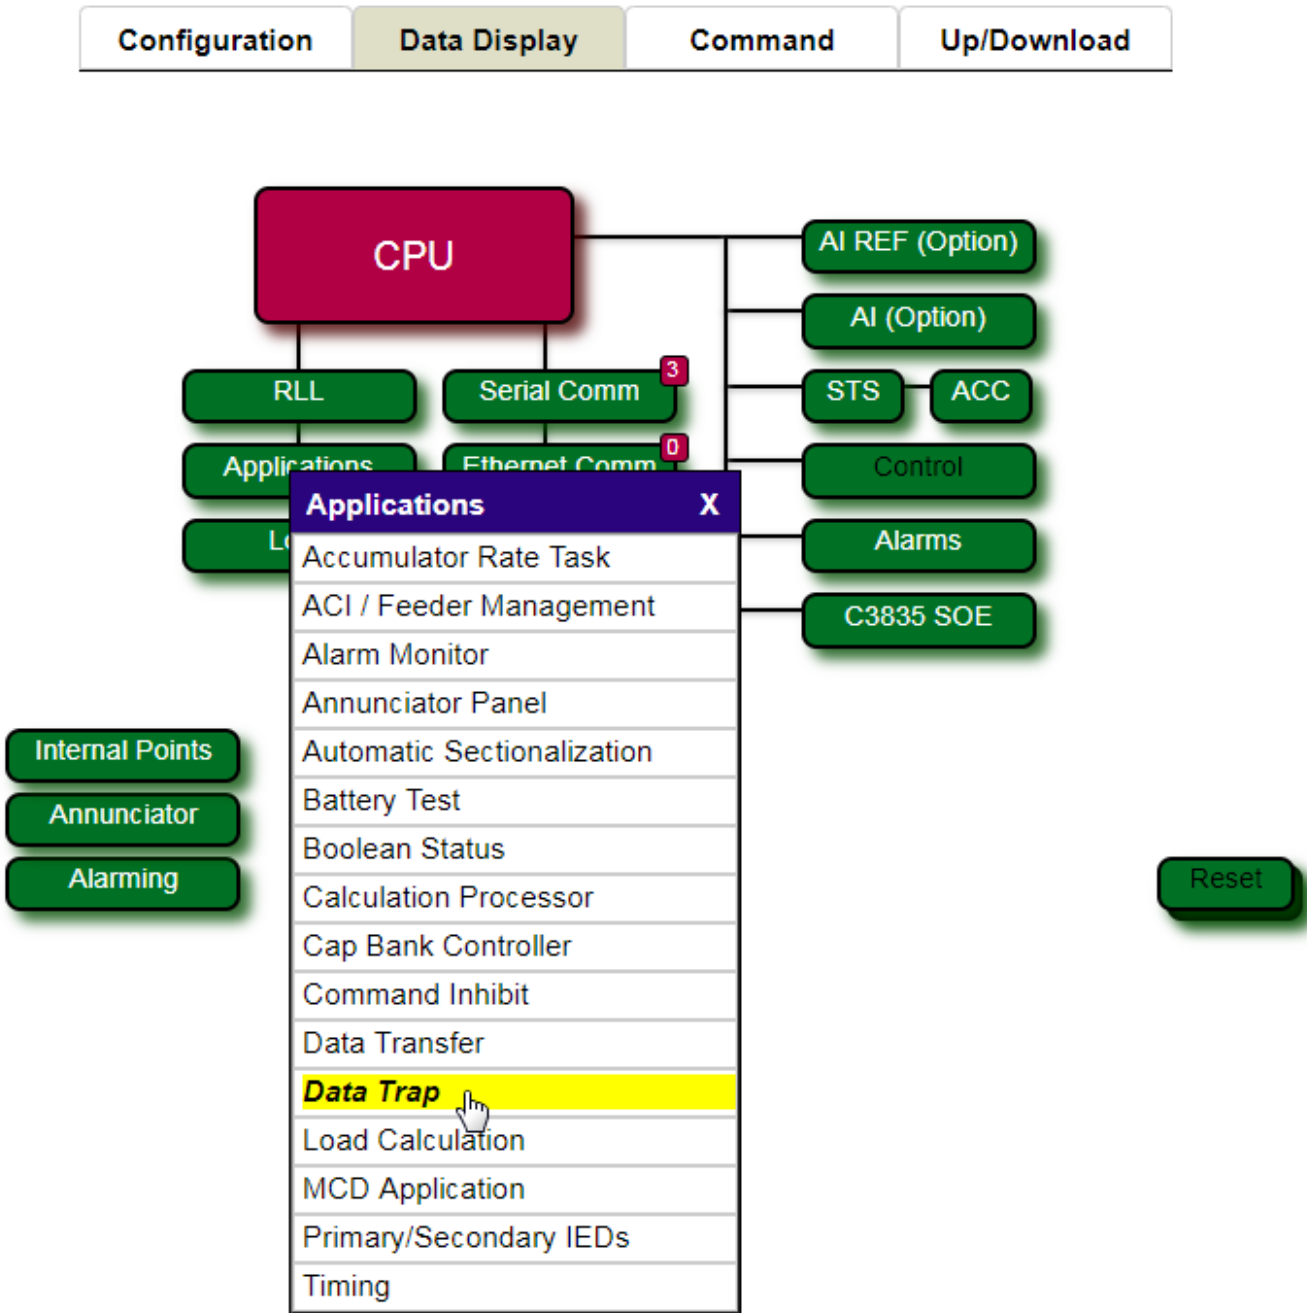 Configuration Data Display Command Up/Download
CPU
AI REF (Option)
AI (Option)
RLL
Serial Comm
3
STS
ACC
Applications
Ethernet Comm
0
Control
Applications X
Alarms
C3835 SOE
Accumulator Rate Task
ACI / Feeder Management
Alarm Monitor
Annunciator Panel
Automatic Sectionalization
Battery Test
Boolean Status
Calculation Processor
Cap Bank Controller
Command Inhibit
Data Transfer
Data Trap
Load Calculation
MCD Application
Primary/Secondary IEDs
Timing
Internal Points
Annunciator
Alarming
Reset